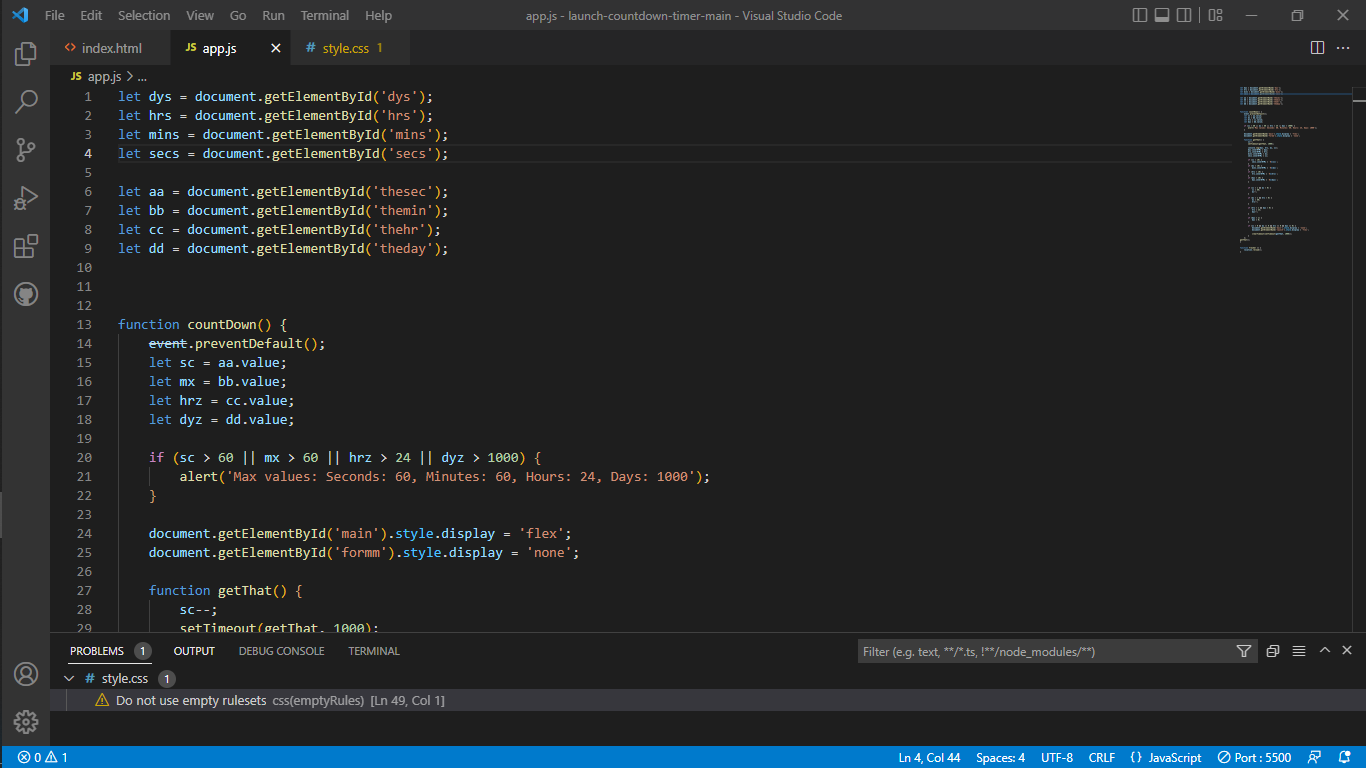 File Edit Selection View Go Run Terminal Help app.js - launch-countdown-timer-main - Visual Studio Code
<> index.html JS app.js # style.css 1
JS app.js > ...
1 let dys = document.getElementById('dys');
2 let hrs = document.getElementById('hrs');
3 let mins = document.getElementById('mins');
4 let secs = document.getElementById('secs');
5
6 let aa = document.getElementById('thesec');
7 let bb = document.getElementById('themin');
8 let cc = document.getElementById('thehr');
9 let dd = document.getElementById('theday');
10
11
12
13 function countDown() {
14 event.preventDefault();
15 let sc = aa.value;
16 let mx = bb.value;
17 let hrz = cc.value;
18 let dyz = dd.value;
19
20 if (sc > 60 || mx > 60 || hrz > 24 || dyz > 1000) {
21 alert('Max values: Seconds: 60, Minutes: 60, Hours: 24, Days: 1000');
22 }
23
24 document.getElementById('main').style.display = 'flex';
25 document.getElementById('formm').style.display = 'none';
26
27 function getThat() {
28 sc--;
29 setTimeout(getThat, 1000);
PROBLEMS 1 OUTPUT DEBUG CONSOLE TERMINAL Filter (e.g. text, **/*.ts, !**/node_modules/**)
# style.css 1
Do not use empty rulesets css(emptyRules) [Ln 49, Col 1]
0 1 Ln 4, Col 44 Spaces: 4 UTF-8 CRLF {} JavaScript Port : 5500